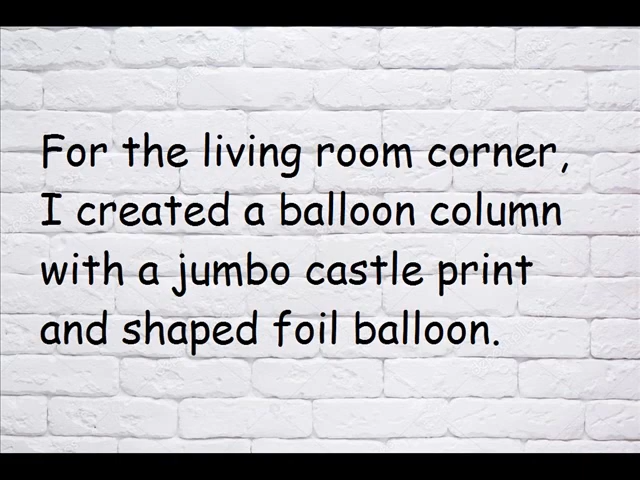 For the living room corner,
I created a balloon column
with a jumbo castle print
and shaped foil balloon.